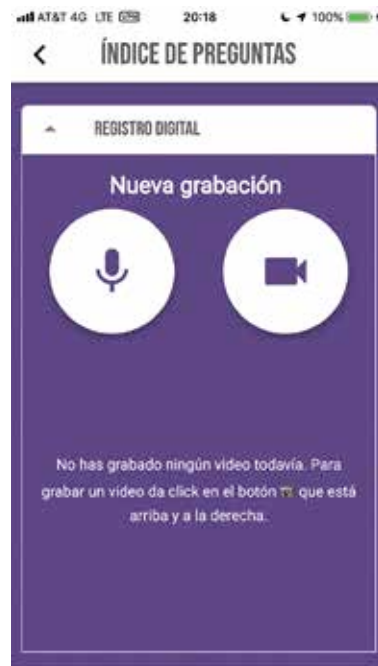 AT&T 4G LTE 20:18 100%
ÍNDICE DE PREGUNTAS
REGISTRO DIGITAL
Nueva grabación
No has grabado ningún video todavía. Para
grabar un video da click en el botón que está
arriba y a la derecha.